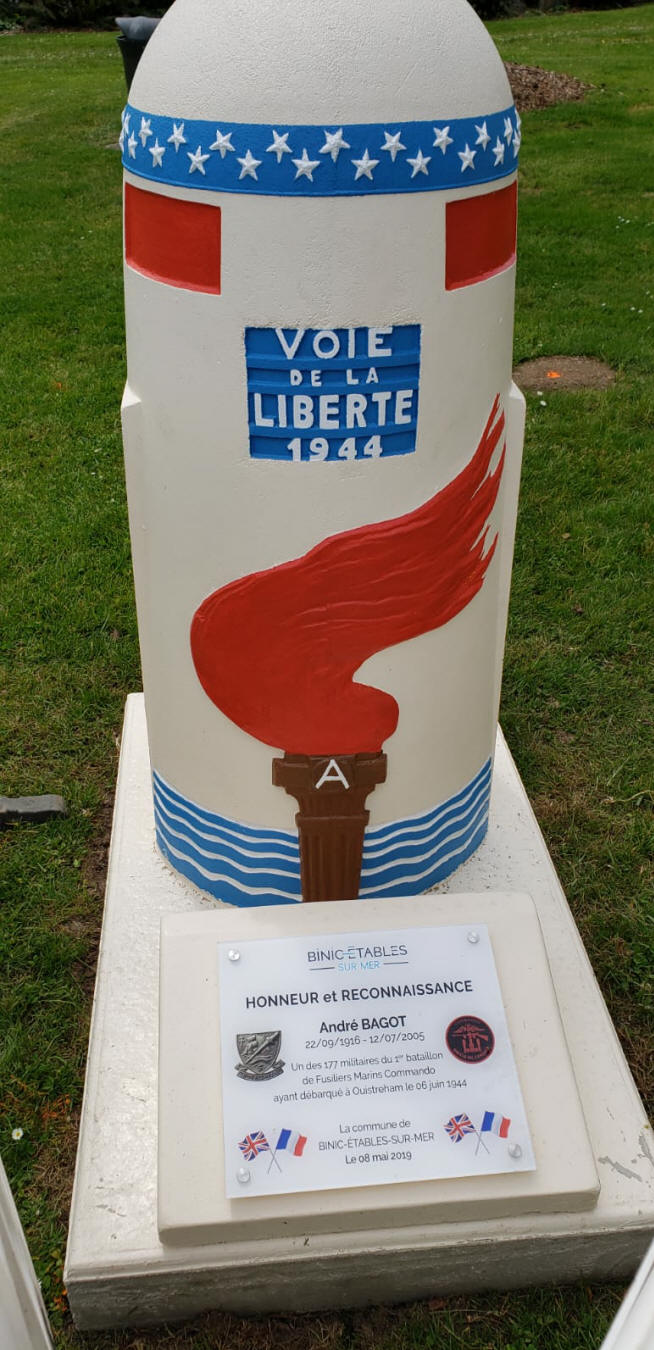 VOIE
DE LA
LIBERTE
1944
A
BINIC-ÉTABLES
SUR MER
HONNEUR et RECONNAISSANCE
André BAGOT
22/09/1916 - 12/07/2005
Un des 177 militaires du 1er bataillon
de Fusiliers Marins Commando
ayant débarqué à Ouistreham le 06 juin 1944
La commune de
BINIC-ÉTABLES-SUR-MER
Le 08 mai 2019